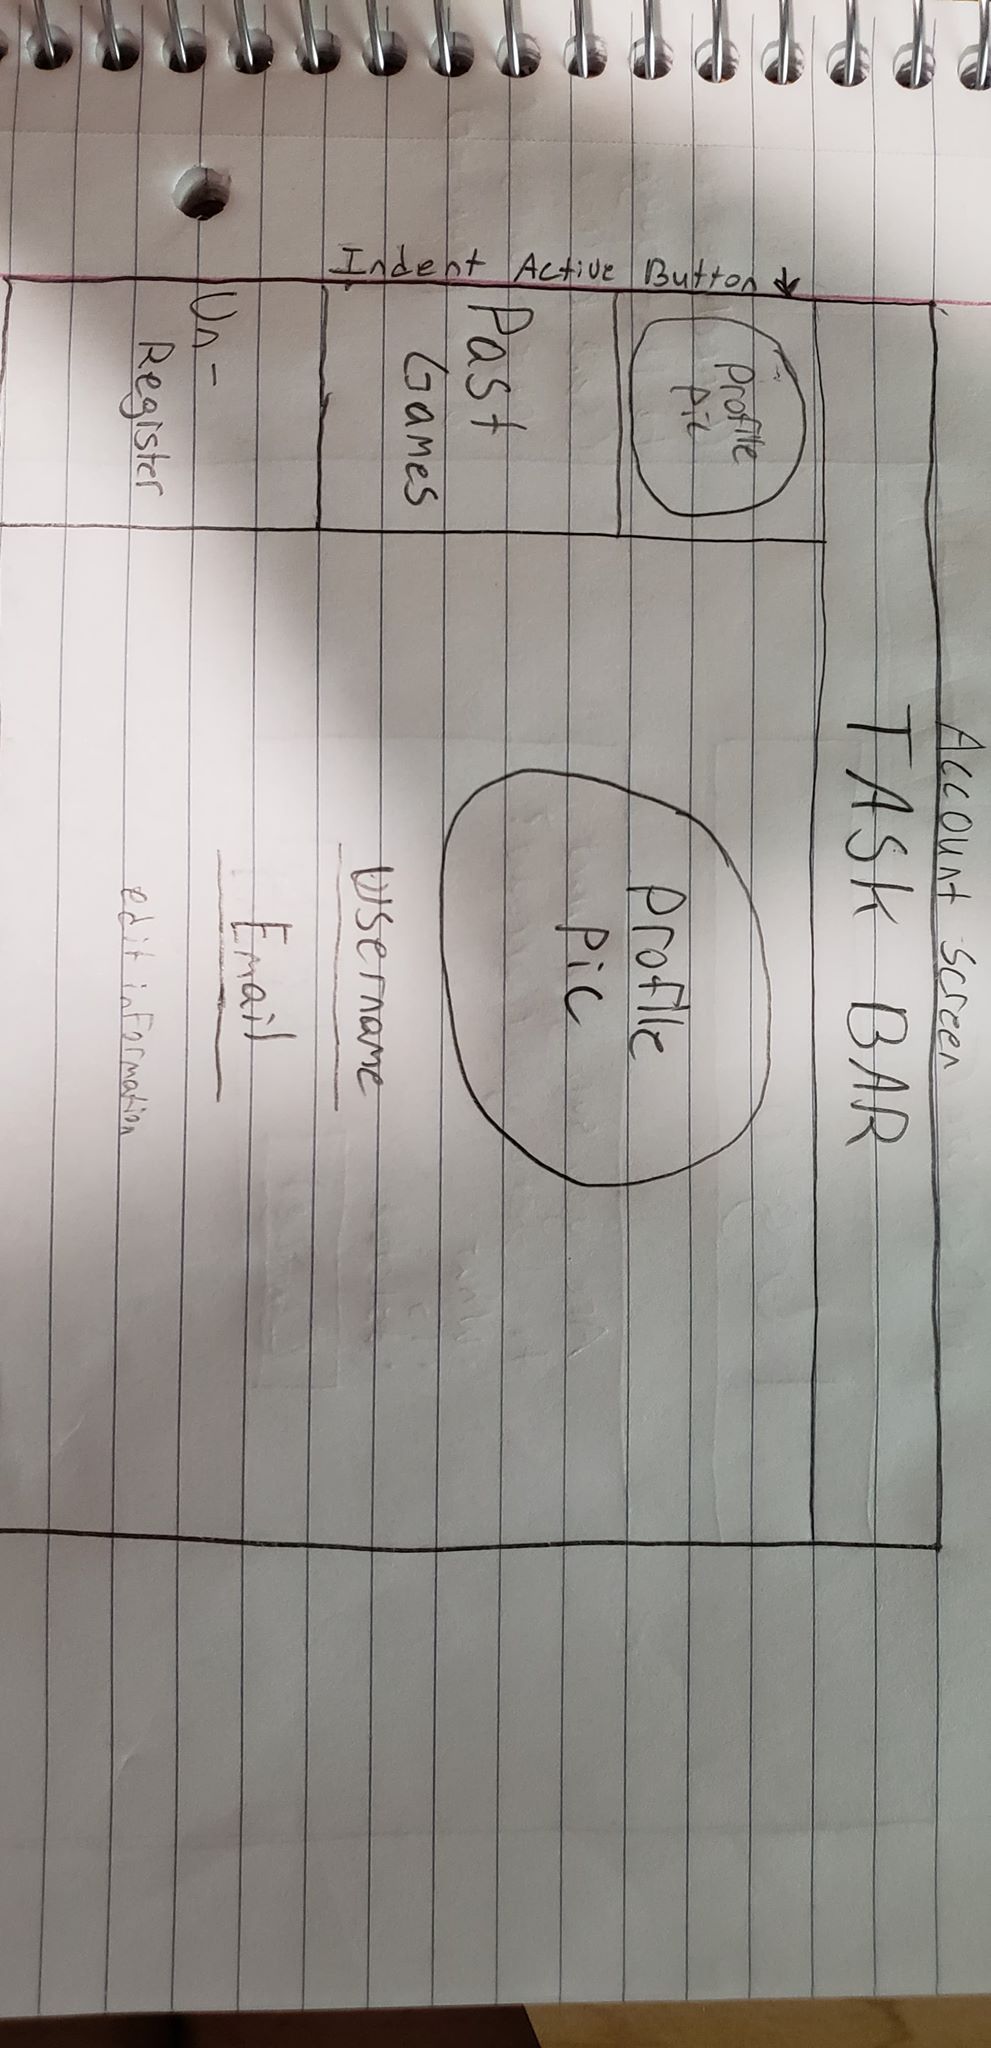 Account Screen
TASK BAR
Indent Active Button ↓
Profile
pic
Past
Games
Un-
Register
Profile
pic
Username
Email
edit information